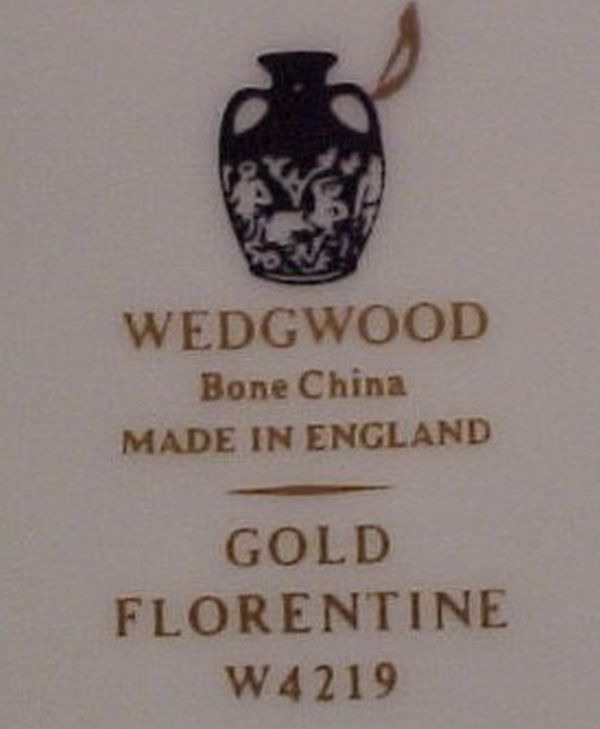 WEDGWOOD
Bone China
MADE IN ENGLAND
GOLD
FLORENTINE
W4219